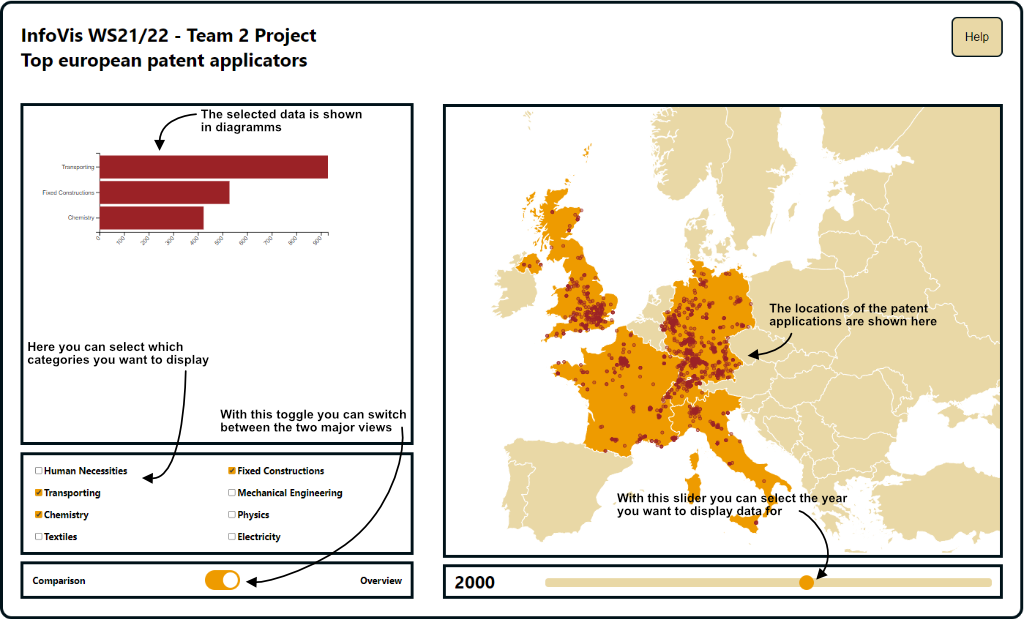 InfoVis WS21/22 - Team 2 Project
Top european patent applicators
Help
The selected data is shown
in diagramms
Transporting
Fixed Constructions
Chemistry
0
100
200
300
400
500
600
700
800
900
Here you can select which
categories you want to display
With this toggle you can switch
between the two major views
Human Necessities
Fixed Constructions
Transporting
Mechanical Engineering
Chemistry
Physics
Textiles
Electricity
Comparison
Overview
The locations of the patent
applications are shown here
With this slider you can select the year
you want to display data for
2000